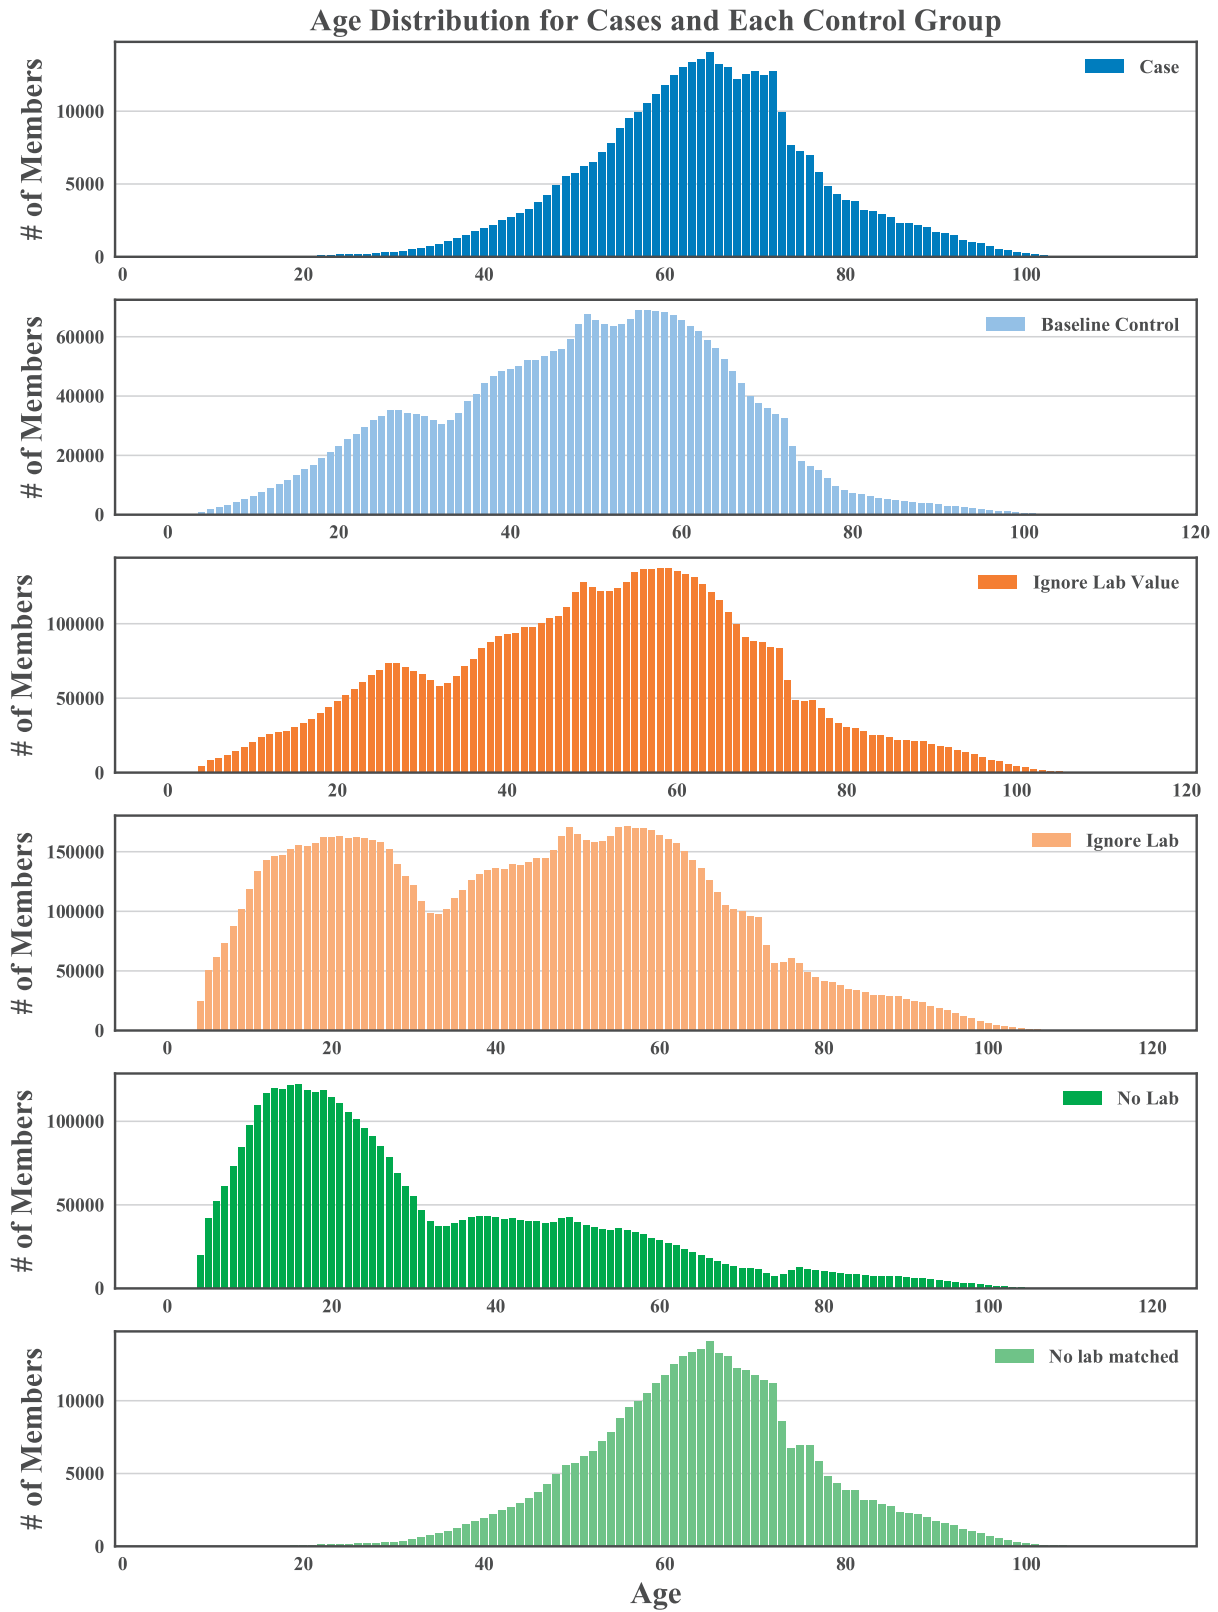 Age Distribution for Cases and Each Control Group
# of Members
10000
5000
0
Case
0 20 40 60 80 100
# of Members
60000
40000
20000
0
Baseline Control
0 20 40 60 80 100 120
# of Members
100000
50000
0
Ignore Lab Value
0 20 40 60 80 100 120
# of Members
150000
100000
50000
0
Ignore Lab
0 20 40 60 80 100 120
# of Members
100000
50000
0
No Lab
0 20 40 60 80 100 120
# of Members
10000
5000
0
No lab matched
0 20 40 60 80 100
Age